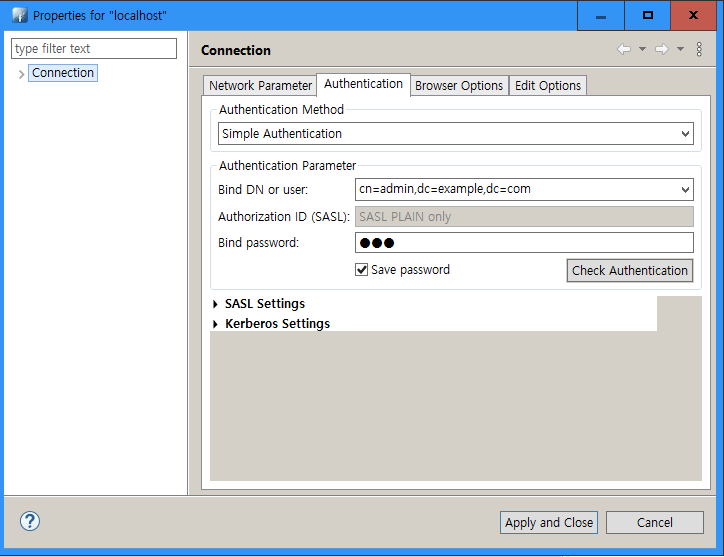 Properties for "localhost"
type filter text
Connection
Connection
Network Parameter Authentication Browser Options Edit Options
Authentication Method
Simple Authentication
Authentication Parameter
Bind DN or user: cn=admin,dc=example,dc=com
Authorization ID (SASL): SASL PLAIN only
Bind password: ●●●
Save password Check Authentication
SASL Settings
Kerberos Settings
? Apply and Close Cancel